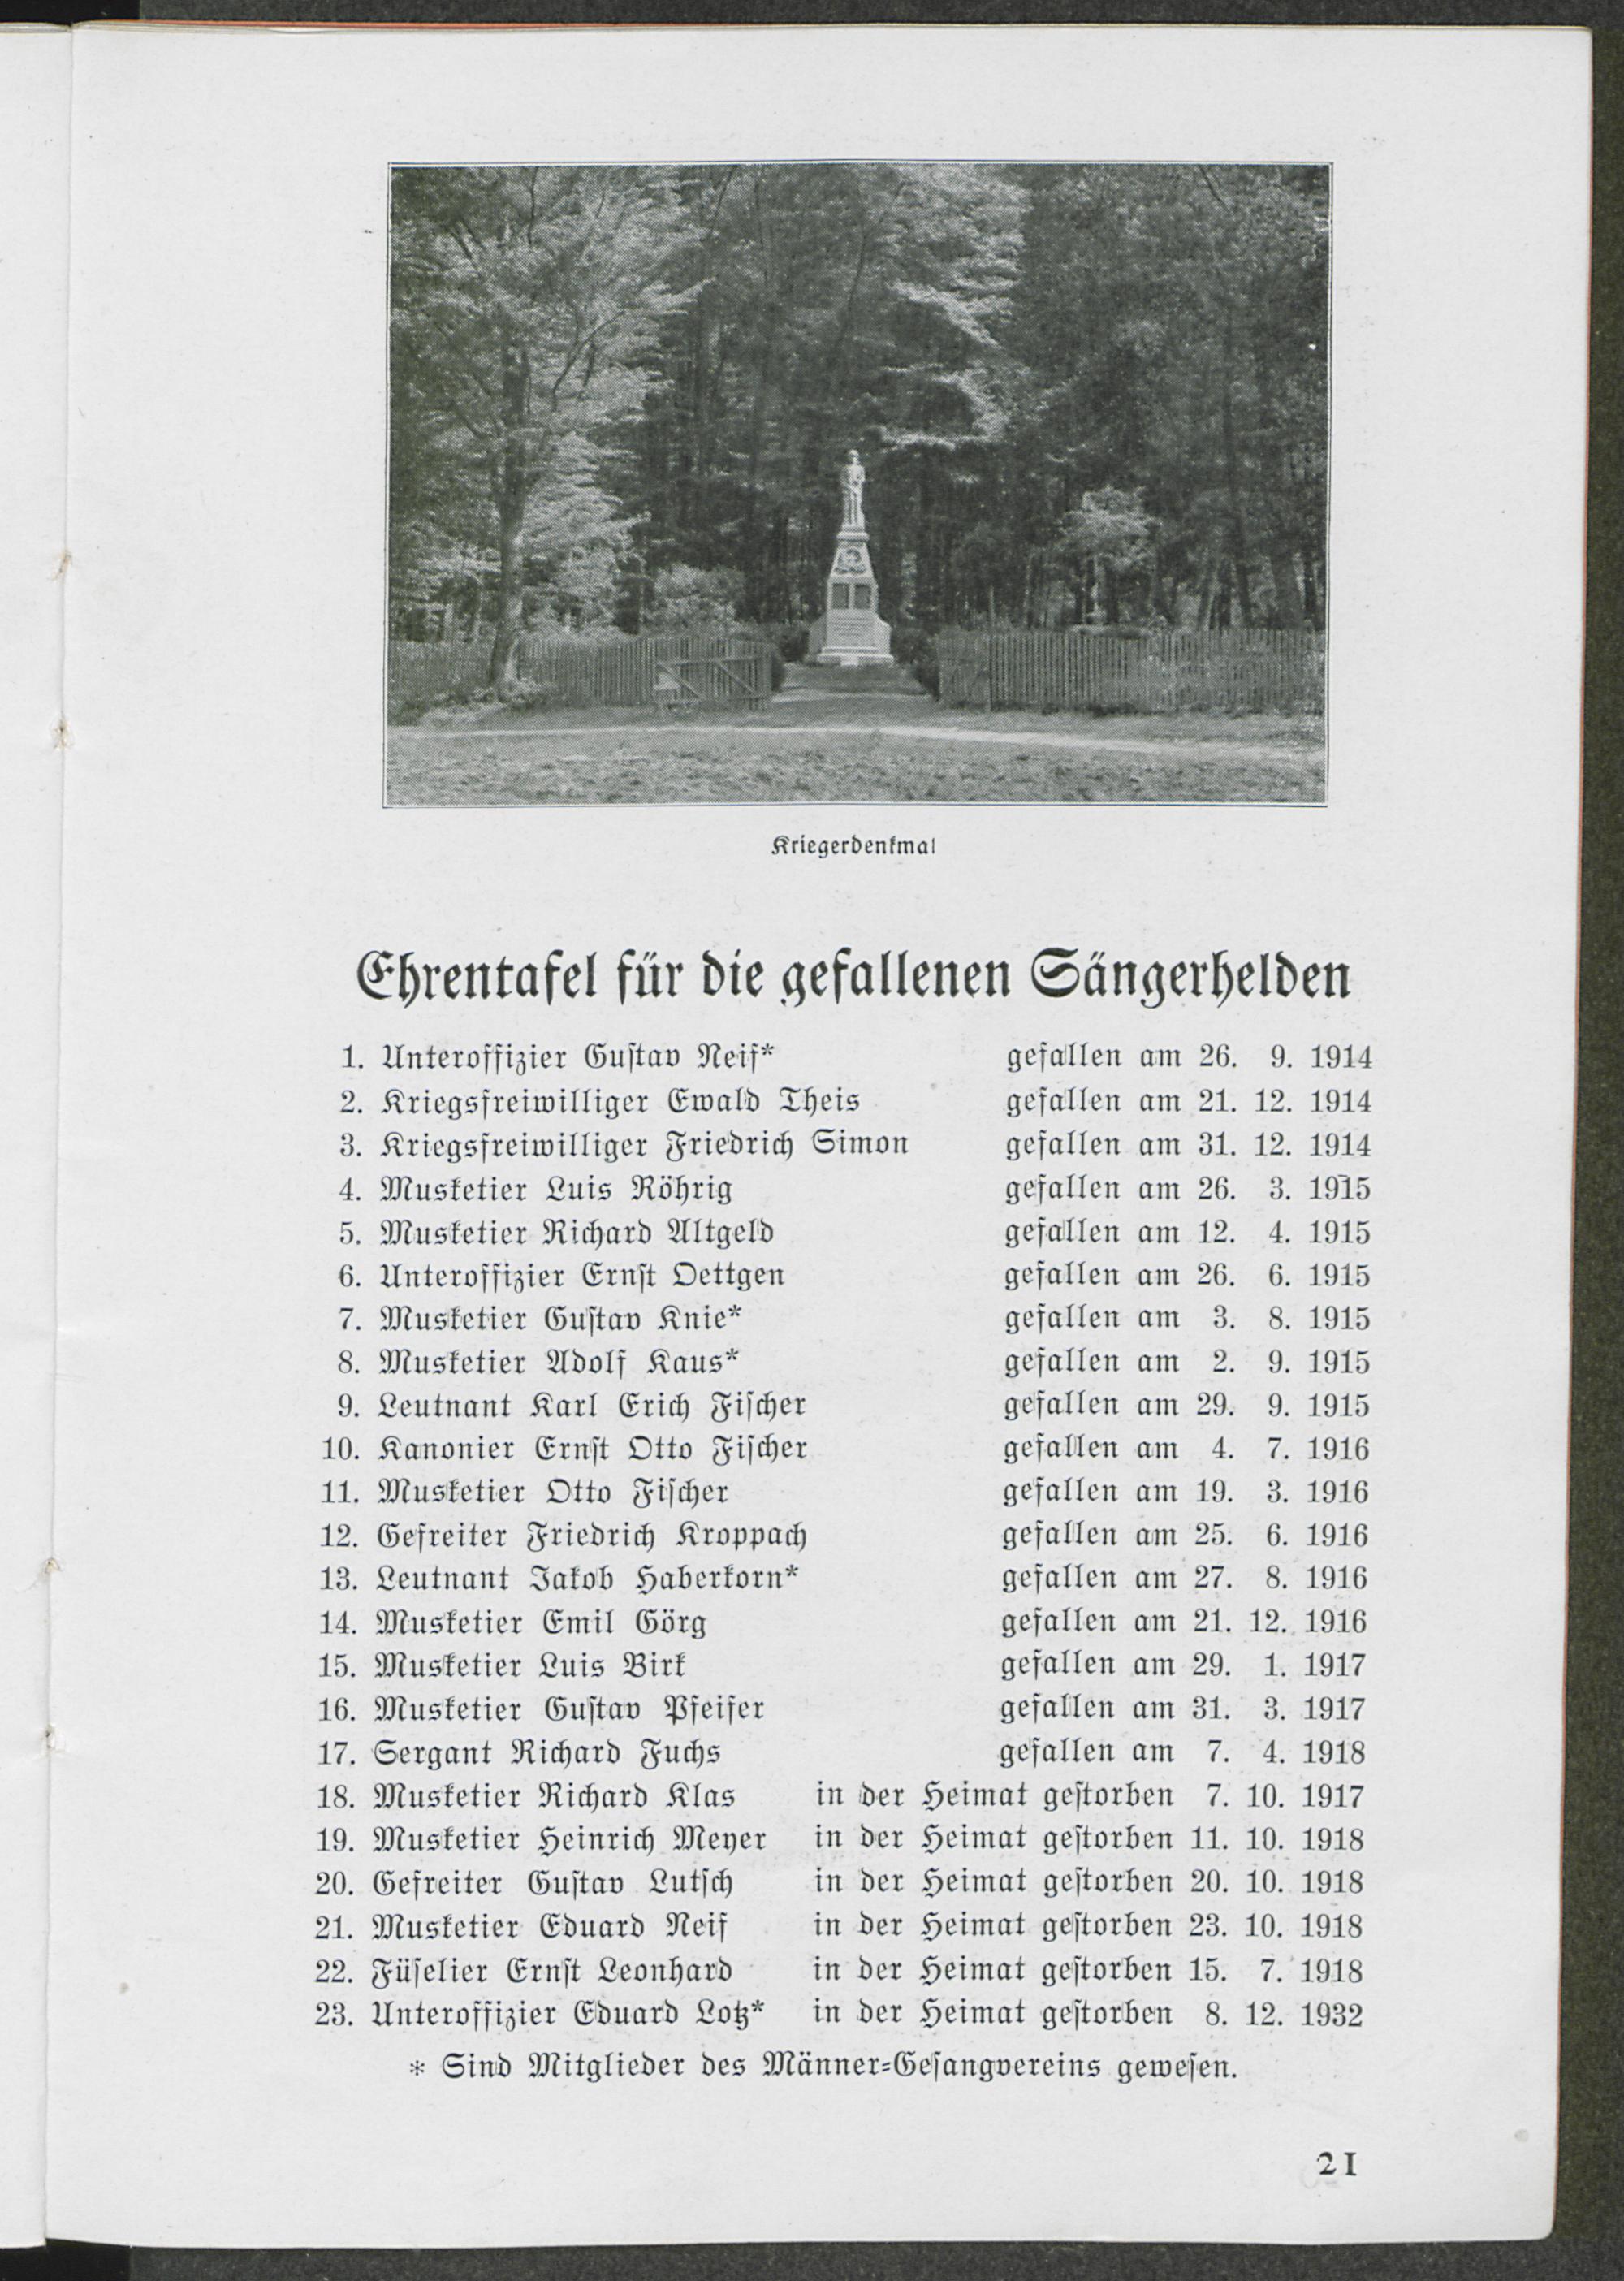 Kriegerdenkmal
Ehrentafel für die gefallenen Sängerhelden
1. Unteroffizier Guſtav Neif* gefallen am 26. 9. 1914
2. Kriegsfreiwilliger Ewald Theis gefallen am 21. 12. 1914
3. Kriegsfreiwilliger Friedrich Simon gefallen am 31. 12. 1914
4. Musketier Luis Röhrig gefallen am 26. 3. 1915
5. Musketier Richard Altgeld gefallen am 12. 4. 1915
6. Unteroffizier Ernſt Oettgen gefallen am 26. 6. 1915
7. Musketier Guſtav Knie* gefallen am 3. 8. 1915
8. Musketier Adolf Kaus* gefallen am 2. 9. 1915
9. Leutnant Karl Erich Fiſcher gefallen am 29. 9. 1915
10. Kanonier Ernſt Otto Fiſcher gefallen am 4. 7. 1916
11. Musketier Otto Fiſcher gefallen am 19. 3. 1916
12. Gefreiter Friedrich Kroppach gefallen am 25. 6. 1916
13. Leutnant Jakob Haberkorn* gefallen am 27. 8. 1916
14. Musketier Emil Görg gefallen am 21. 12. 1916
15. Musketier Luis Birk gefallen am 29. 1. 1917
16. Musketier Guſtav Pfeifer gefallen am 31. 3. 1917
17. Sergant Richard Fuchs gefallen am 7. 4. 1918
18. Musketier Richard Klas in der Heimat geſtorben 7. 10. 1917
19. Musketier Heinrich Meyer in der Heimat geſtorben 11. 10. 1918
20. Gefreiter Guſtav Lutſch in der Heimat geſtorben 20. 10. 1918
21. Musketier Eduard Neif in der Heimat geſtorben 23. 10. 1918
22. Füſelier Ernſt Leonhard in der Heimat geſtorben 15. 7. 1918
23. Unteroffizier Eduard Lotz* in der Heimat geſtorben 8. 12. 1932
* Sind Mitglieder des Männer-Geſangvereins geweſen.
21